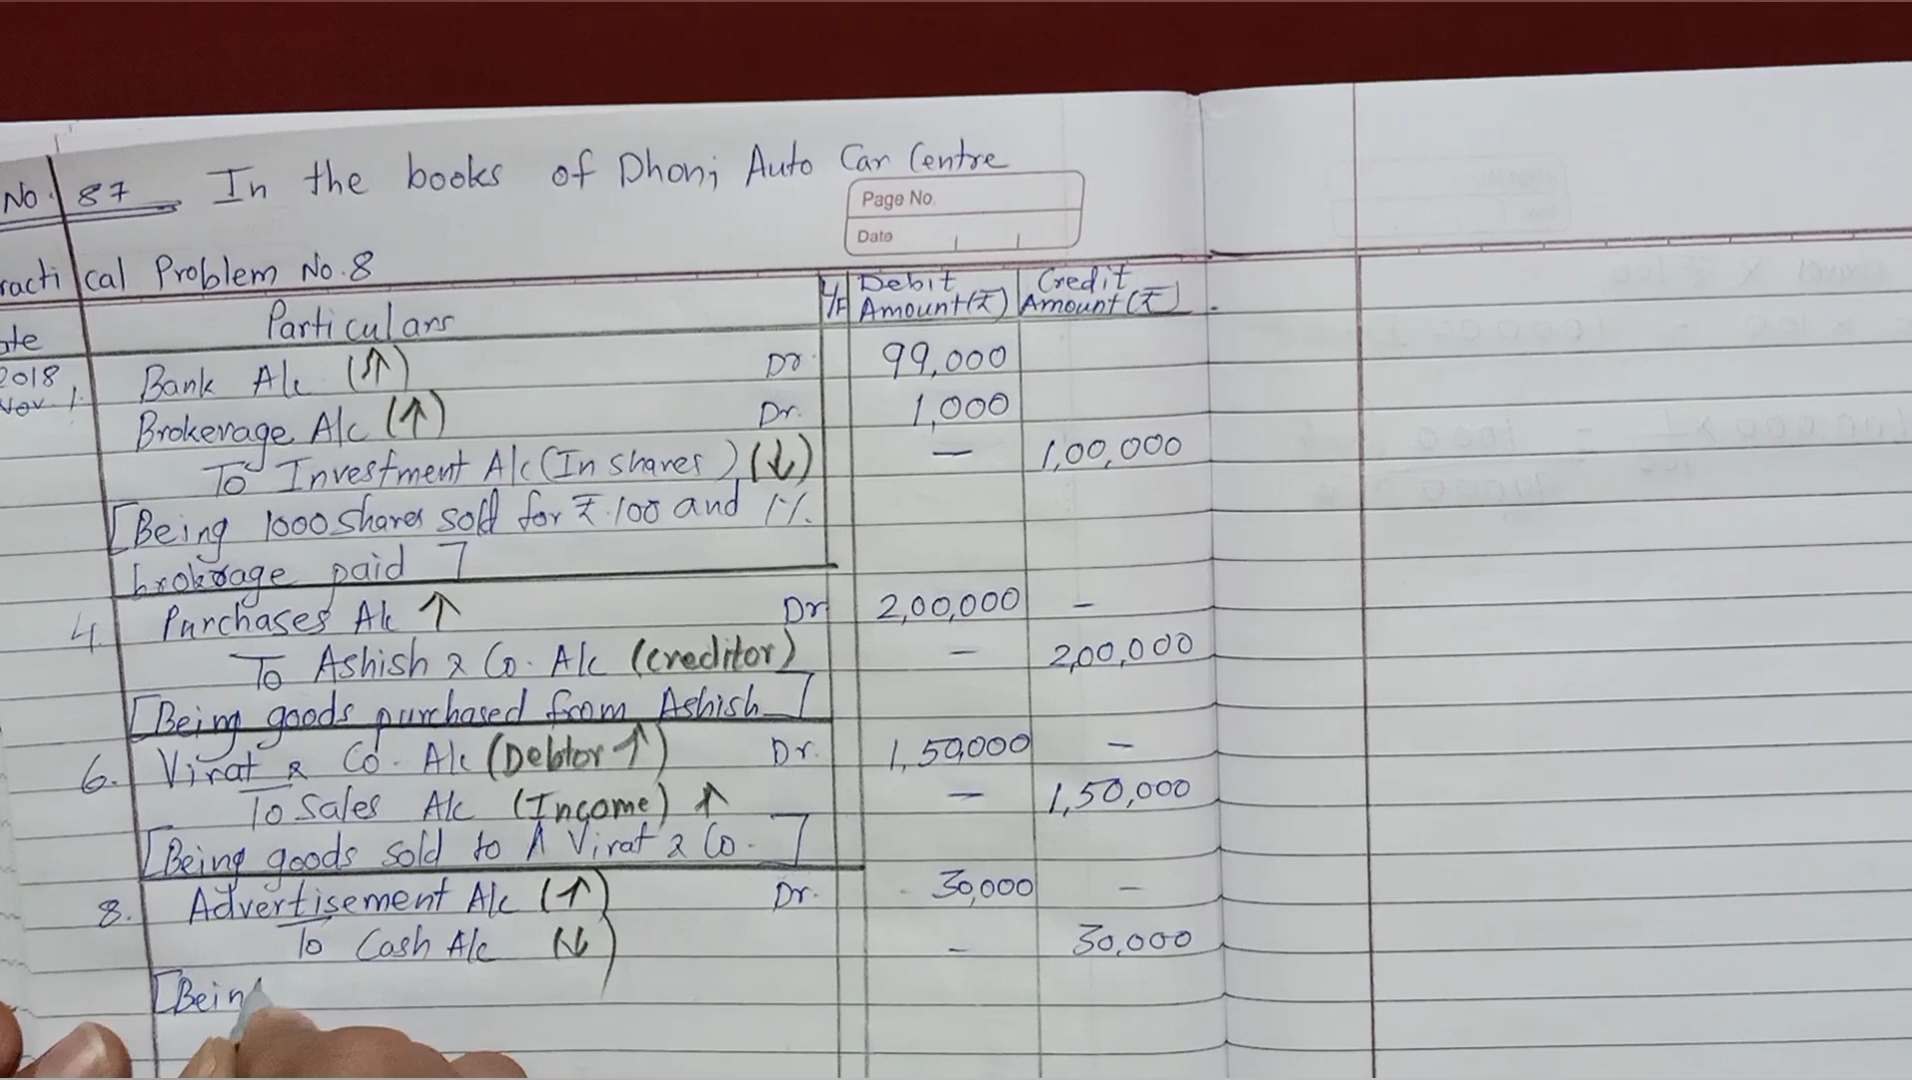 No. 87 In the books of Dhoni Auto Car Centre
Page No.
Date
racti cal Problem No. 8
ate Particulars L/F Debit Amount(₹) Credit Amount(₹)
2018, Nov. 1. Bank A/c (↑) Dr 99,000
Brokerage A/c (↑) Dr. 1,000
To Investment A/c (In shares) (↓) — 1,00,000
[Being 1000 shares sold for ₹.100 and 1%.
brokerage paid]
4. Purchases A/c ↑ Dr 2,00,000 —
To Ashish & Co. A/c (creditor) — 2,00,000
[Being goods purchased from Ashish]
6. Virat & Co. A/c (Debtor ↑) Dr. 1,50,000 —
To Sales A/c (Income) ↑ — 1,50,000
[Being goods sold to A Virat & Co.]
8. Advertisement A/c (↑) Dr. 30,000 —
To Cash A/c (↓) — 30,000
[Bein